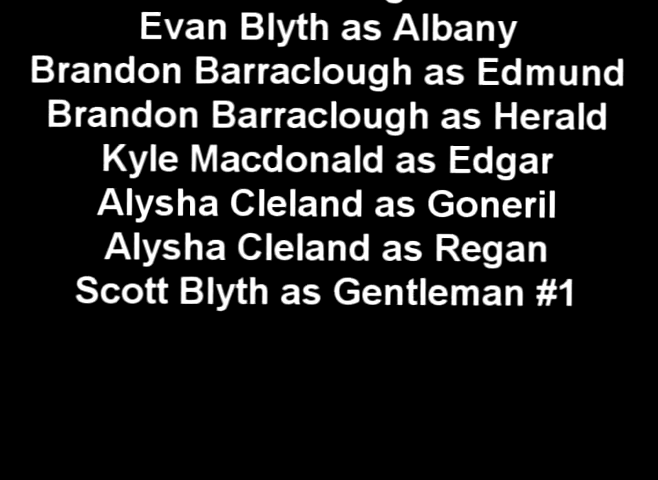 Evan Blyth as Albany
Brandon Barraclough as Edmund
Brandon Barraclough as Herald
Kyle Macdonald as Edgar
Alysha Cleland as Goneril
Alysha Cleland as Regan
Scott Blyth as Gentleman #1